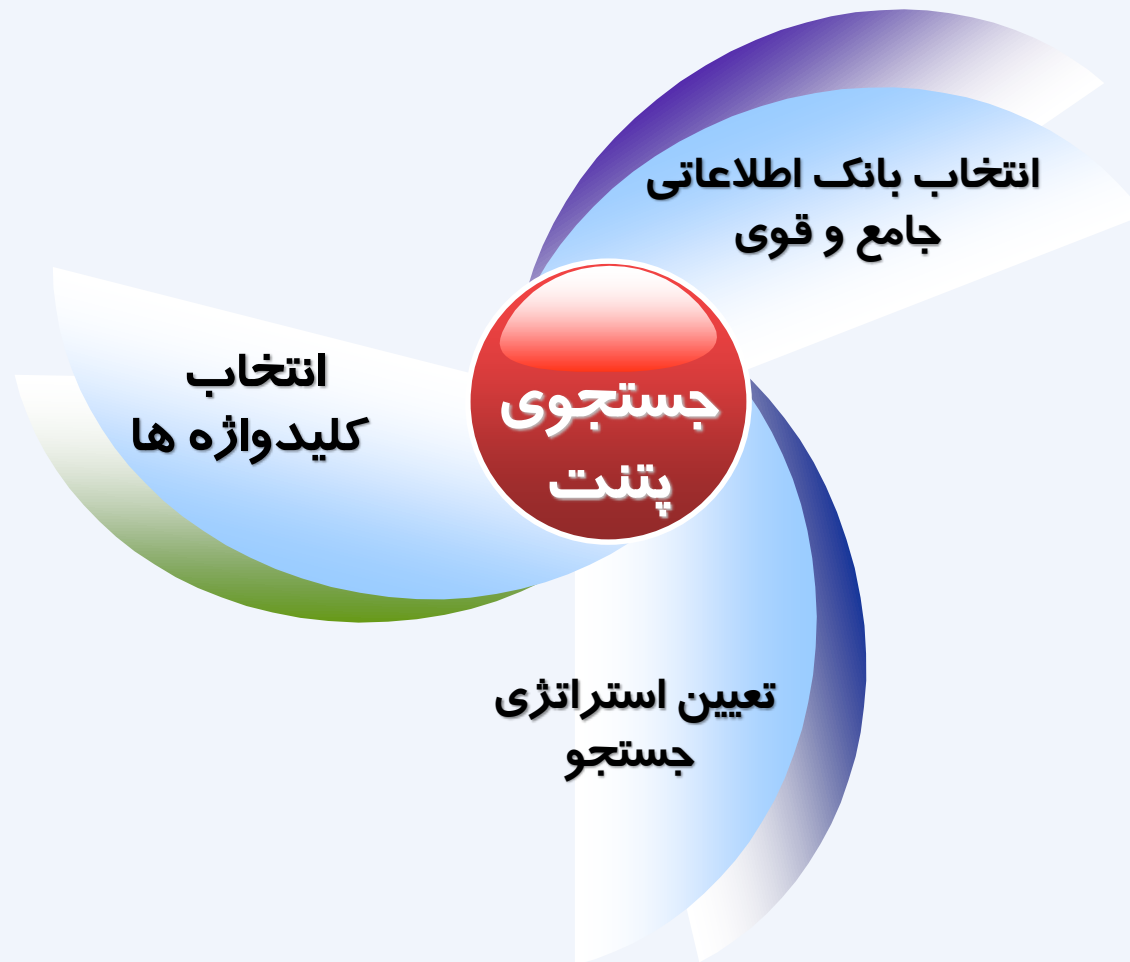 انتخاب بانک اطلاعاتی
جامع و قوی
انتخاب
کلیدواژه ها
جستجوی
پتنت
تعیین استراتژی
جستجو